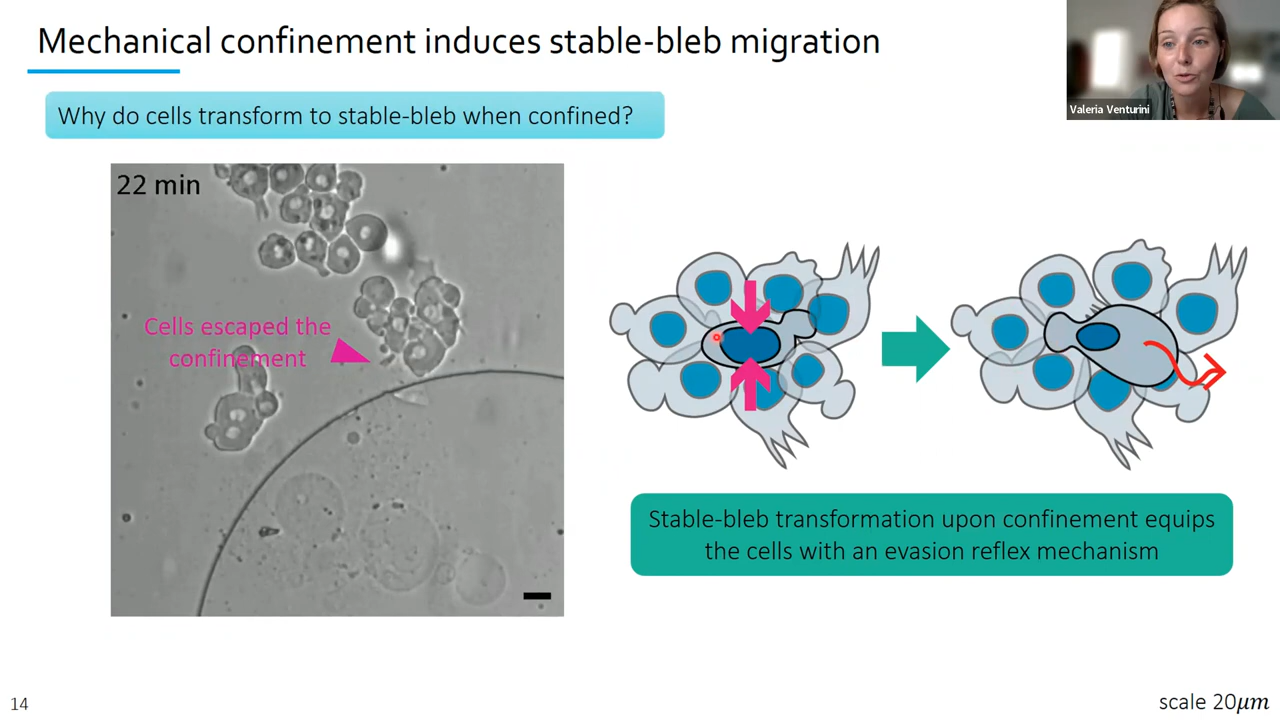 Mechanical confinement induces stable-bleb migration
Valeria Venturini
Why do cells transform to stable-bleb when confined?
22 min
Cells escaped the
confinement
Stable-bleb transformation upon confinement equips
the cells with an evasion reflex mechanism
14
scale 20𝜇𝑚